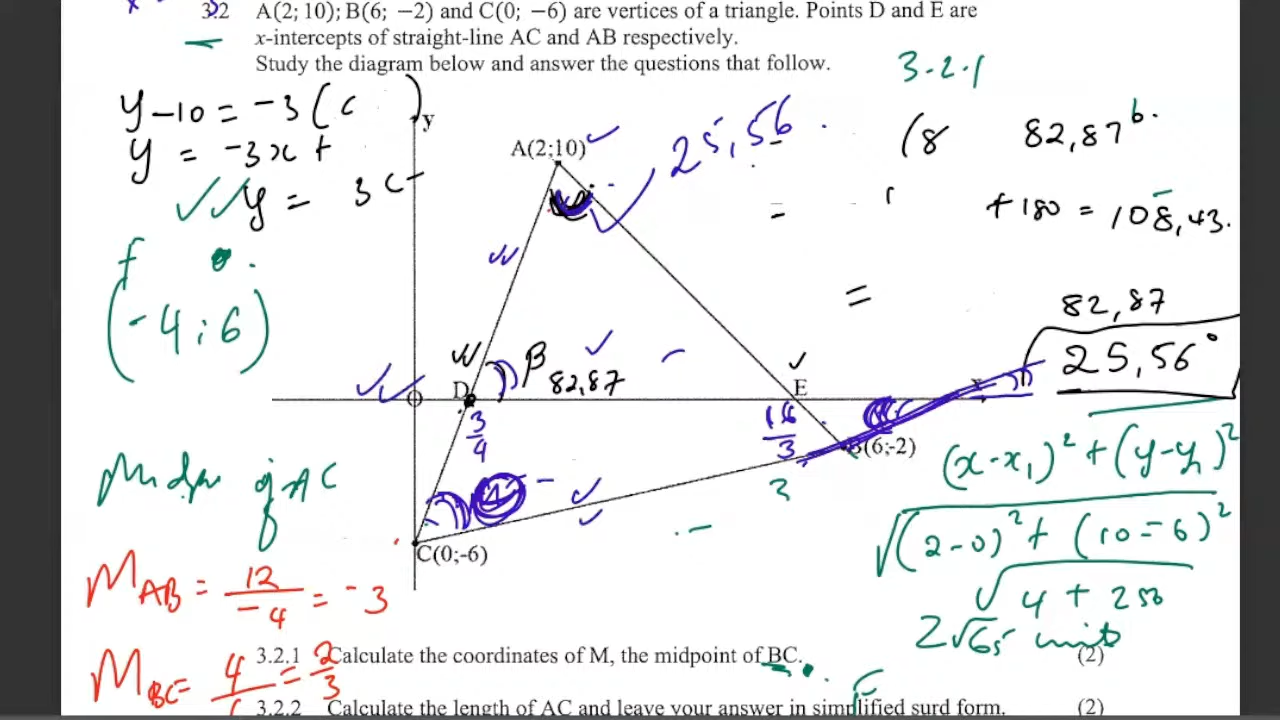 3.2 A(2; 10); B(6; −2) and C(0; −6) are vertices of a triangle. Points D and E are
x-intercepts of straight-line AC and AB respectively.
Study the diagram below and answer the questions that follow.
3.2.1
y-10 = -3(
y = -3x +
y = 3
y
A(2;10)
25,56
(8 82,87
+180 = 108,43.
=
(-4;6)
= 82,87
25,56°
β
82,87
D
E
x
3/4
16/3
B(6;-2)
3
C(0;-6)
of AC
(x-x₁)² + (y-y₁)²
√(2-0)² + (10--6)²
√4 + 256
2√65 units
M_AB = 12/-4 = -3
M_BC = 4/ = 2/3
3.2.1 Calculate the coordinates of M, the midpoint of BC. (2)
3.2.2 Calculate the length of AC and leave your answer in simplified surd form. (2)